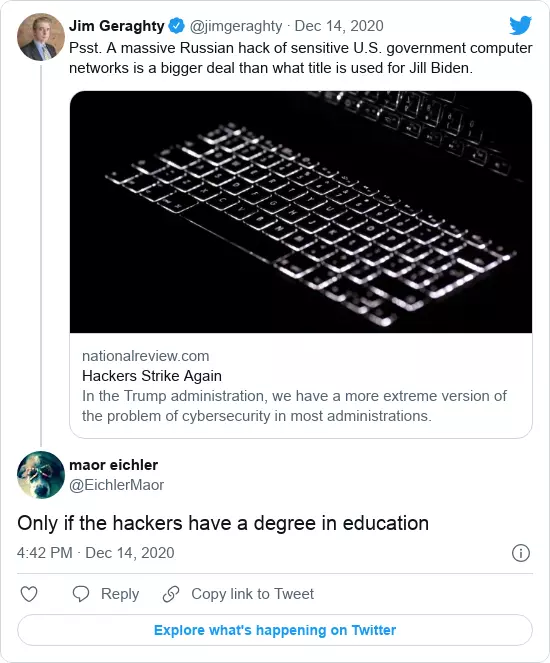 Jim Geraghty @jimgeraghty · Dec 14, 2020
Psst. A massive Russian hack of sensitive U.S. government computer
networks is a bigger deal than what title is used for Jill Biden.
nationalreview.com
Hackers Strike Again
In the Trump administration, we have a more extreme version of
the problem of cybersecurity in most administrations.
maor eichler
@EichlerMaor
Only if the hackers have a degree in education
4:42 PM · Dec 14, 2020
Reply Copy link to Tweet
Explore what's happening on Twitter